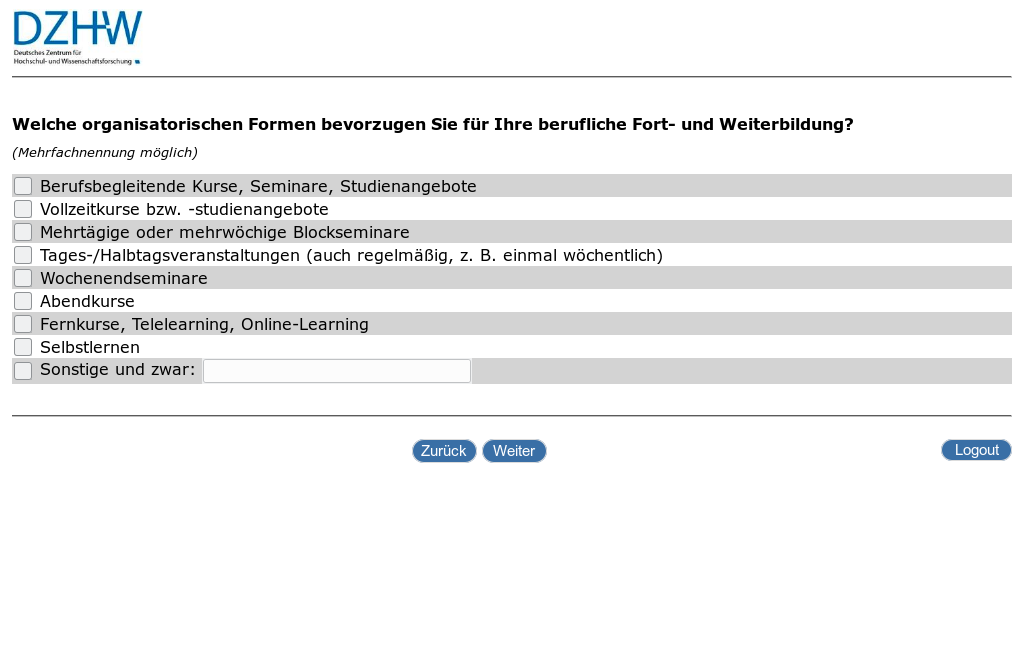 DZHW
Deutsches Zentrum für
Hochschul- und Wissenschaftsforschung
Welche organisatorischen Formen bevorzugen Sie für Ihre berufliche Fort- und Weiterbildung?
(Mehrfachnennung möglich)
Berufsbegleitende Kurse, Seminare, Studienangebote
Vollzeitkurse bzw. -studienangebote
Mehrtägige oder mehrwöchige Blockseminare
Tages-/Halbtagsveranstaltungen (auch regelmäßig, z. B. einmal wöchentlich)
Wochenendseminare
Abendkurse
Fernkurse, Telelearning, Online-Learning
Selbstlernen
Sonstige und zwar:
Zurück Weiter Logout